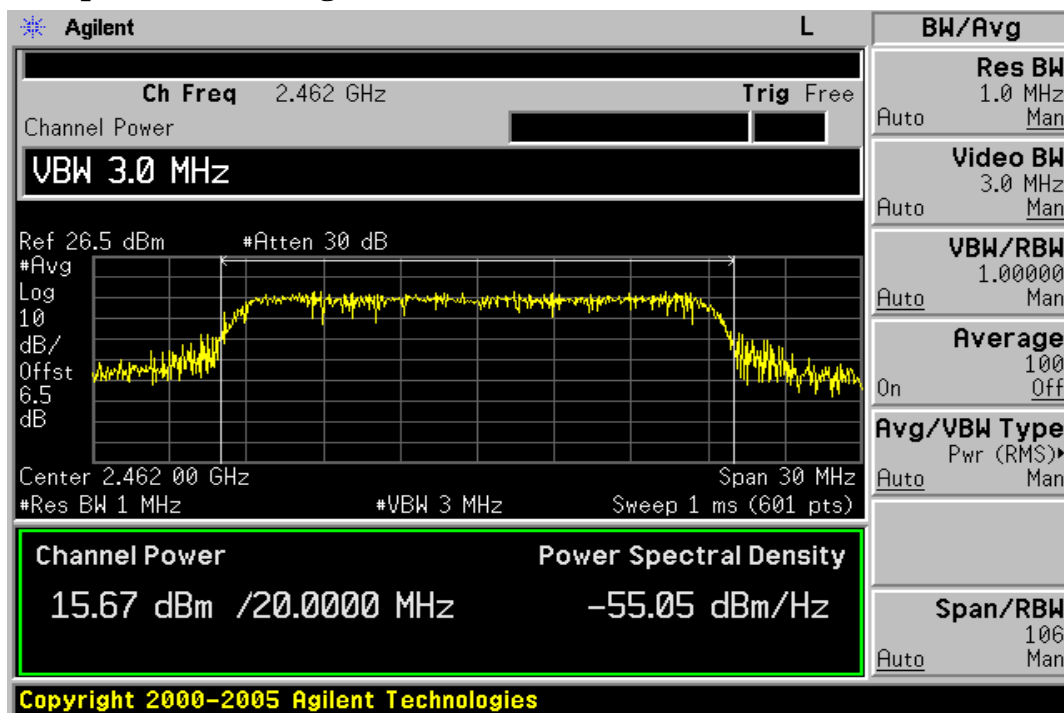 Agilent L
Ch Freq 2.462 GHz Trig Free
Channel Power
VBW 3.0 MHz
Ref 26.5 dBm #Atten 30 dB
#Avg
Log
10
dB/
Offst
6.5
dB
Center 2.462 00 GHz Span 30 MHz
#Res BW 1 MHz #VBW 3 MHz Sweep 1 ms (601 pts)
Channel Power Power Spectral Density
15.67 dBm /20.0000 MHz -55.05 dBm/Hz
Copyright 2000-2005 Agilent Technologies
BW/Avg
Res BW
1.0 MHz
Auto Man
Video BW
3.0 MHz
Auto Man
VBW/RBW
1.00000
Auto Man
Average
100
On Off
Avg/VBW Type
Pwr (RMS)▸
Auto Man
Span/RBW
106
Auto Man